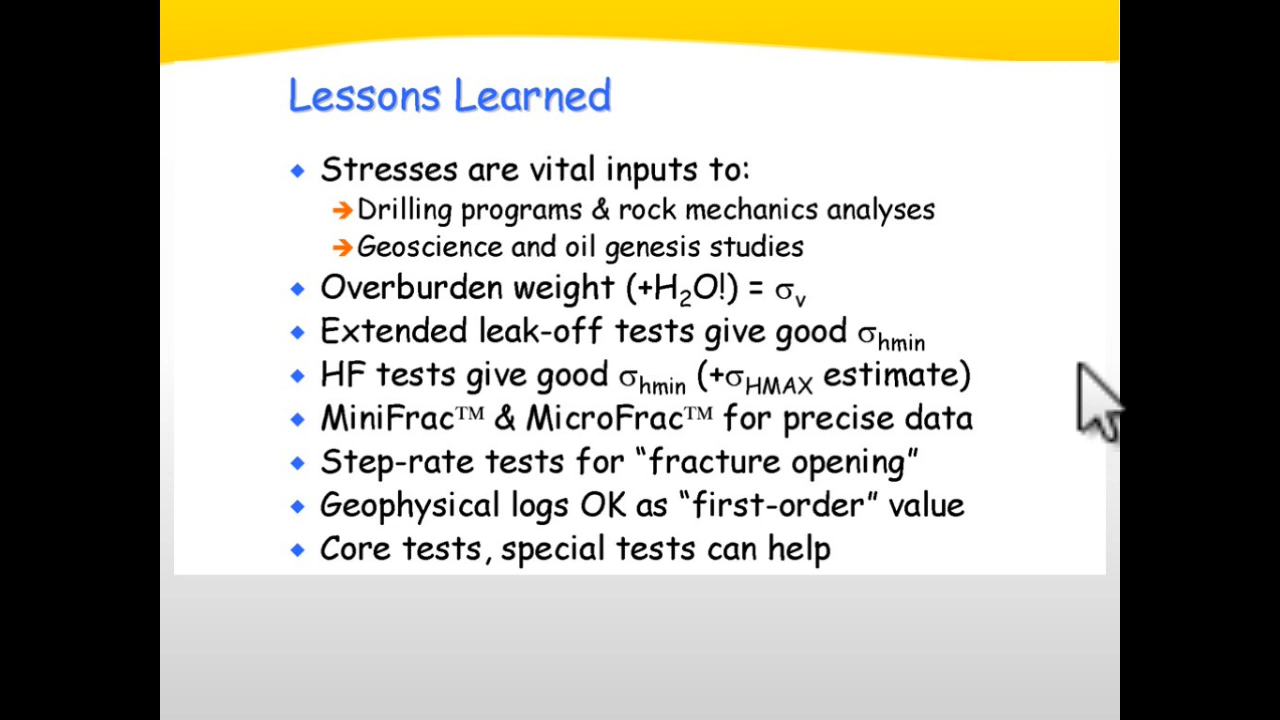 Lessons Learned
Stresses are vital inputs to:
Drilling programs & rock mechanics analyses
Geoscience and oil genesis studies
Overburden weight (+H₂O!) = σv
Extended leak-off tests give good σhmin
HF tests give good σhmin (+σHMAX estimate)
MiniFrac™ & MicroFrac™ for precise data
Step-rate tests for “fracture opening”
Geophysical logs OK as “first-order” value
Core tests, special tests can help